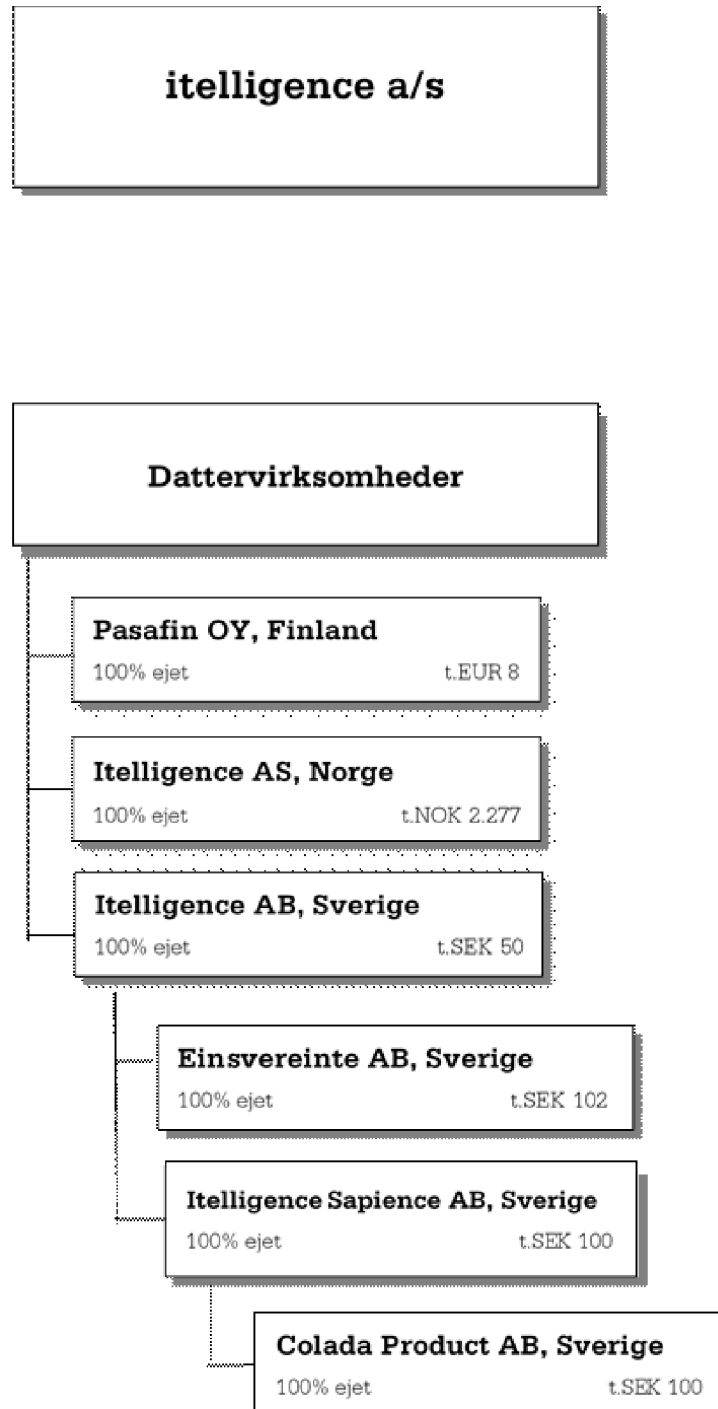 itelligence a/s
Dattervirksomheder
Pasafin OY, Finland
100% ejet t.EUR 8
Itelligence AS, Norge
100% ejet t.NOK 2.277
Itelligence AB, Sverige
100% ejet t.SEK 50
Einsvereinte AB, Sverige
100% ejet t.SEK 102
Itelligence Sapience AB, Sverige
100% ejet t.SEK 100
Colada Product AB, Sverige
100% ejet t.SEK 100